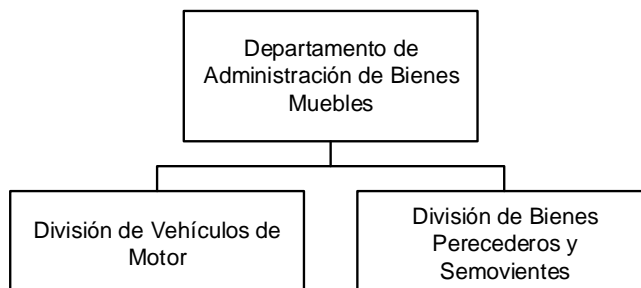 Departamento de
Administración de Bienes
Muebles
División de Vehículos de
Motor
División de Bienes
Perecederos y
Semovientes